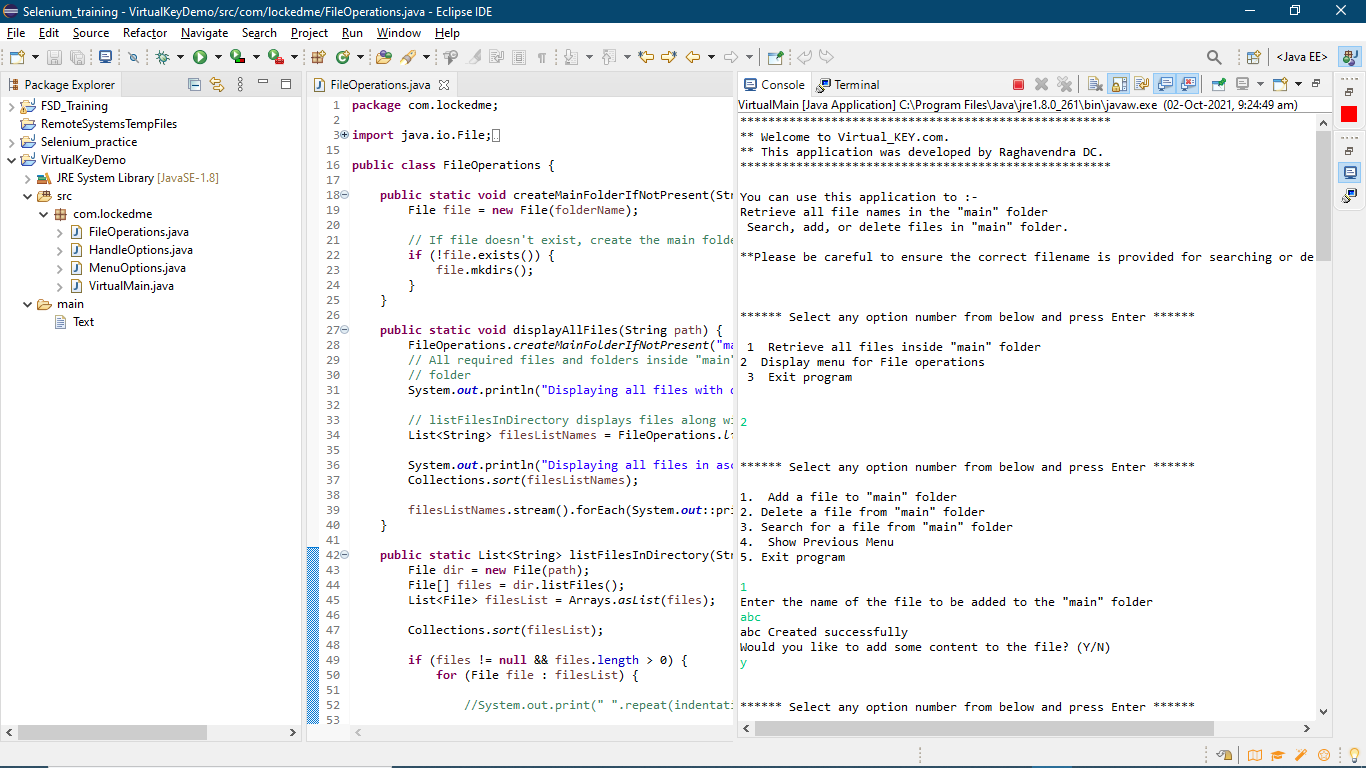 Selenium_training - VirtualKeyDemo/src/com/lockedme/FileOperations.java - Eclipse IDE
File Edit Source Refactor Navigate Search Project Run Window Help
<Java EE>
Package Explorer
FSD_Training
RemoteSystemsTempFiles
Selenium_practice
VirtualKeyDemo
JRE System Library [JavaSE-1.8]
src
com.lockedme
FileOperations.java
HandleOptions.java
MenuOptions.java
VirtualMain.java
main
Text
FileOperations.java
1 package com.lockedme;
2
3 import java.io.File;
15
16 public class FileOperations {
17
18 public static void createMainFolderIfNotPresent(Str
19 File file = new File(folderName);
20
21 // If file doesn't exist, create the main folde
22 if (!file.exists()) {
23 file.mkdirs();
24 }
25 }
26
27 public static void displayAllFiles(String path) {
28 FileOperations.createMainFolderIfNotPresent("ma
29 // All required files and folders inside "main"
30 // folder
31 System.out.println("Displaying all files with d
32
33 // listFilesInDirectory displays files along wi
34 List<String> filesListNames = FileOperations.li
35
36 System.out.println("Displaying all files in asc
37 Collections.sort(filesListNames);
38
39 filesListNames.stream().forEach(System.out::pri
40 }
41
42 public static List<String> listFilesInDirectory(Str
43 File dir = new File(path);
44 File[] files = dir.listFiles();
45 List<File> filesList = Arrays.asList(files);
46
47 Collections.sort(filesList);
48
49 if (files != null && files.length > 0) {
50 for (File file : filesList) {
51
52 //System.out.print(" ".repeat(indentati
53
Console Terminal
VirtualMain [Java Application] C:\Program Files\Java\jre1.8.0_261\bin\javaw.exe (02-Oct-2021, 9:24:49 am)
*****************************************************
** Welcome to Virtual_KEY.com.
** This application was developed by Raghavendra DC.
*****************************************************
You can use this application to :-
Retrieve all file names in the "main" folder
Search, add, or delete files in "main" folder.
**Please be careful to ensure the correct filename is provided for searching or de
****** Select any option number from below and press Enter ******
1 Retrieve all files inside "main" folder
2 Display menu for File operations
3 Exit program
2
****** Select any option number from below and press Enter ******
1. Add a file to "main" folder
2. Delete a file from "main" folder
3. Search for a file from "main" folder
4. Show Previous Menu
5. Exit program
1
Enter the name of the file to be added to the "main" folder
abc
abc Created successfully
Would you like to add some content to the file? (Y/N)
y
****** Select any option number from below and press Enter ******